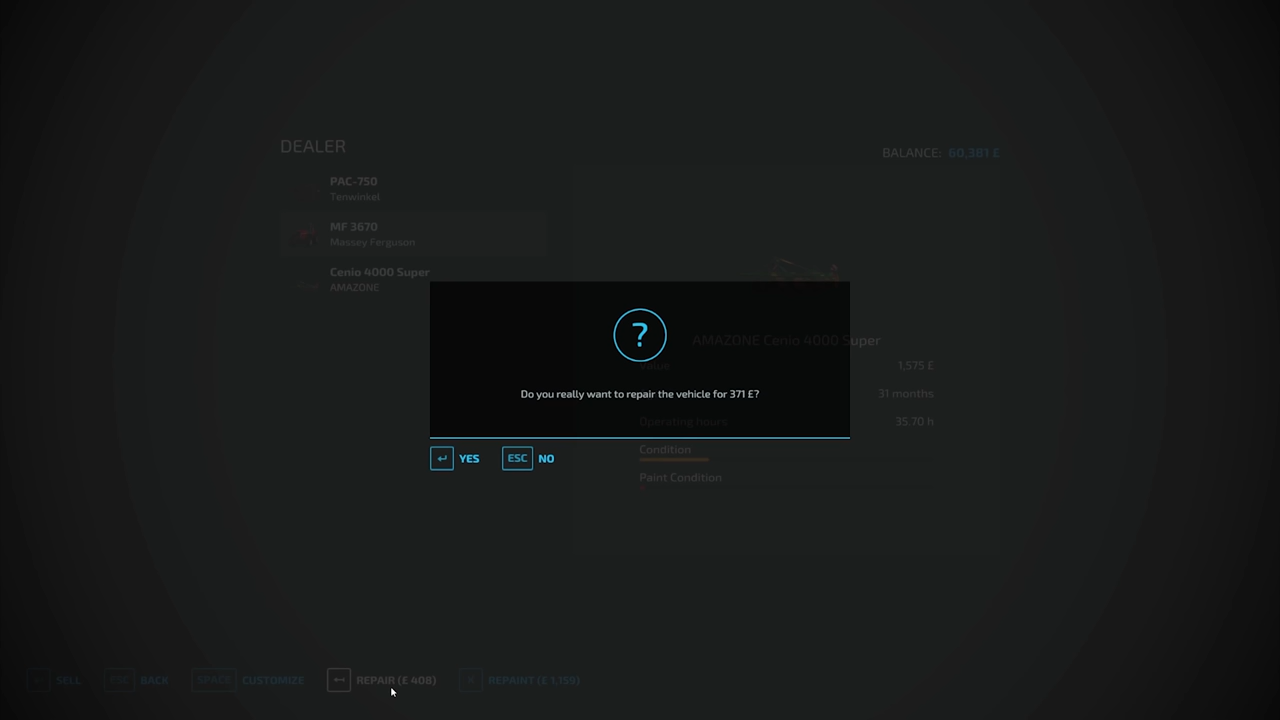 DEALER
BALANCE: 60,381 £
PAC-750
Tenwinkel
MF 3670
Massey Ferguson
Cenio 4000 Super
AMAZONE
?
AMAZONE Cenio 4000 Super
Value 1,575 £
Do you really want to repair the vehicle for 371 £?
31 months
Operating hours 35.70 h
Condition
↵ YES ESC NO
Paint Condition
SELL ESC BACK SPACE CUSTOMIZE REPAIR (£ 408) REPAINT (£ 1,159)